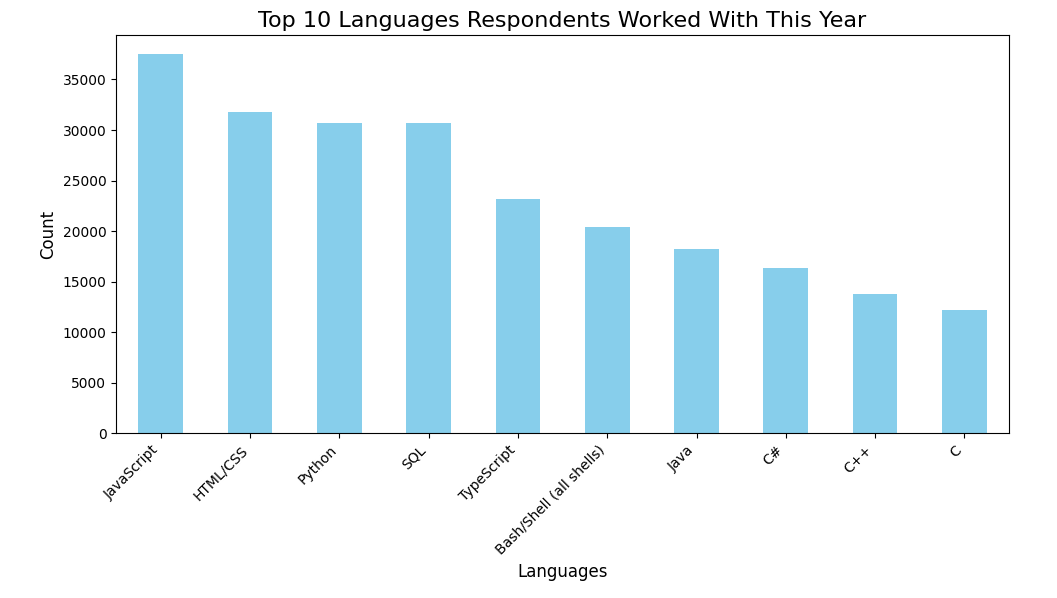 Top 10 Languages Respondents Worked With This Year
Count
35000
30000
25000
20000
15000
10000
5000
0
JavaScript
HTML/CSS
Python
SQL
TypeScript
Bash/Shell (all shells)
Java
C#
C++
C
Languages